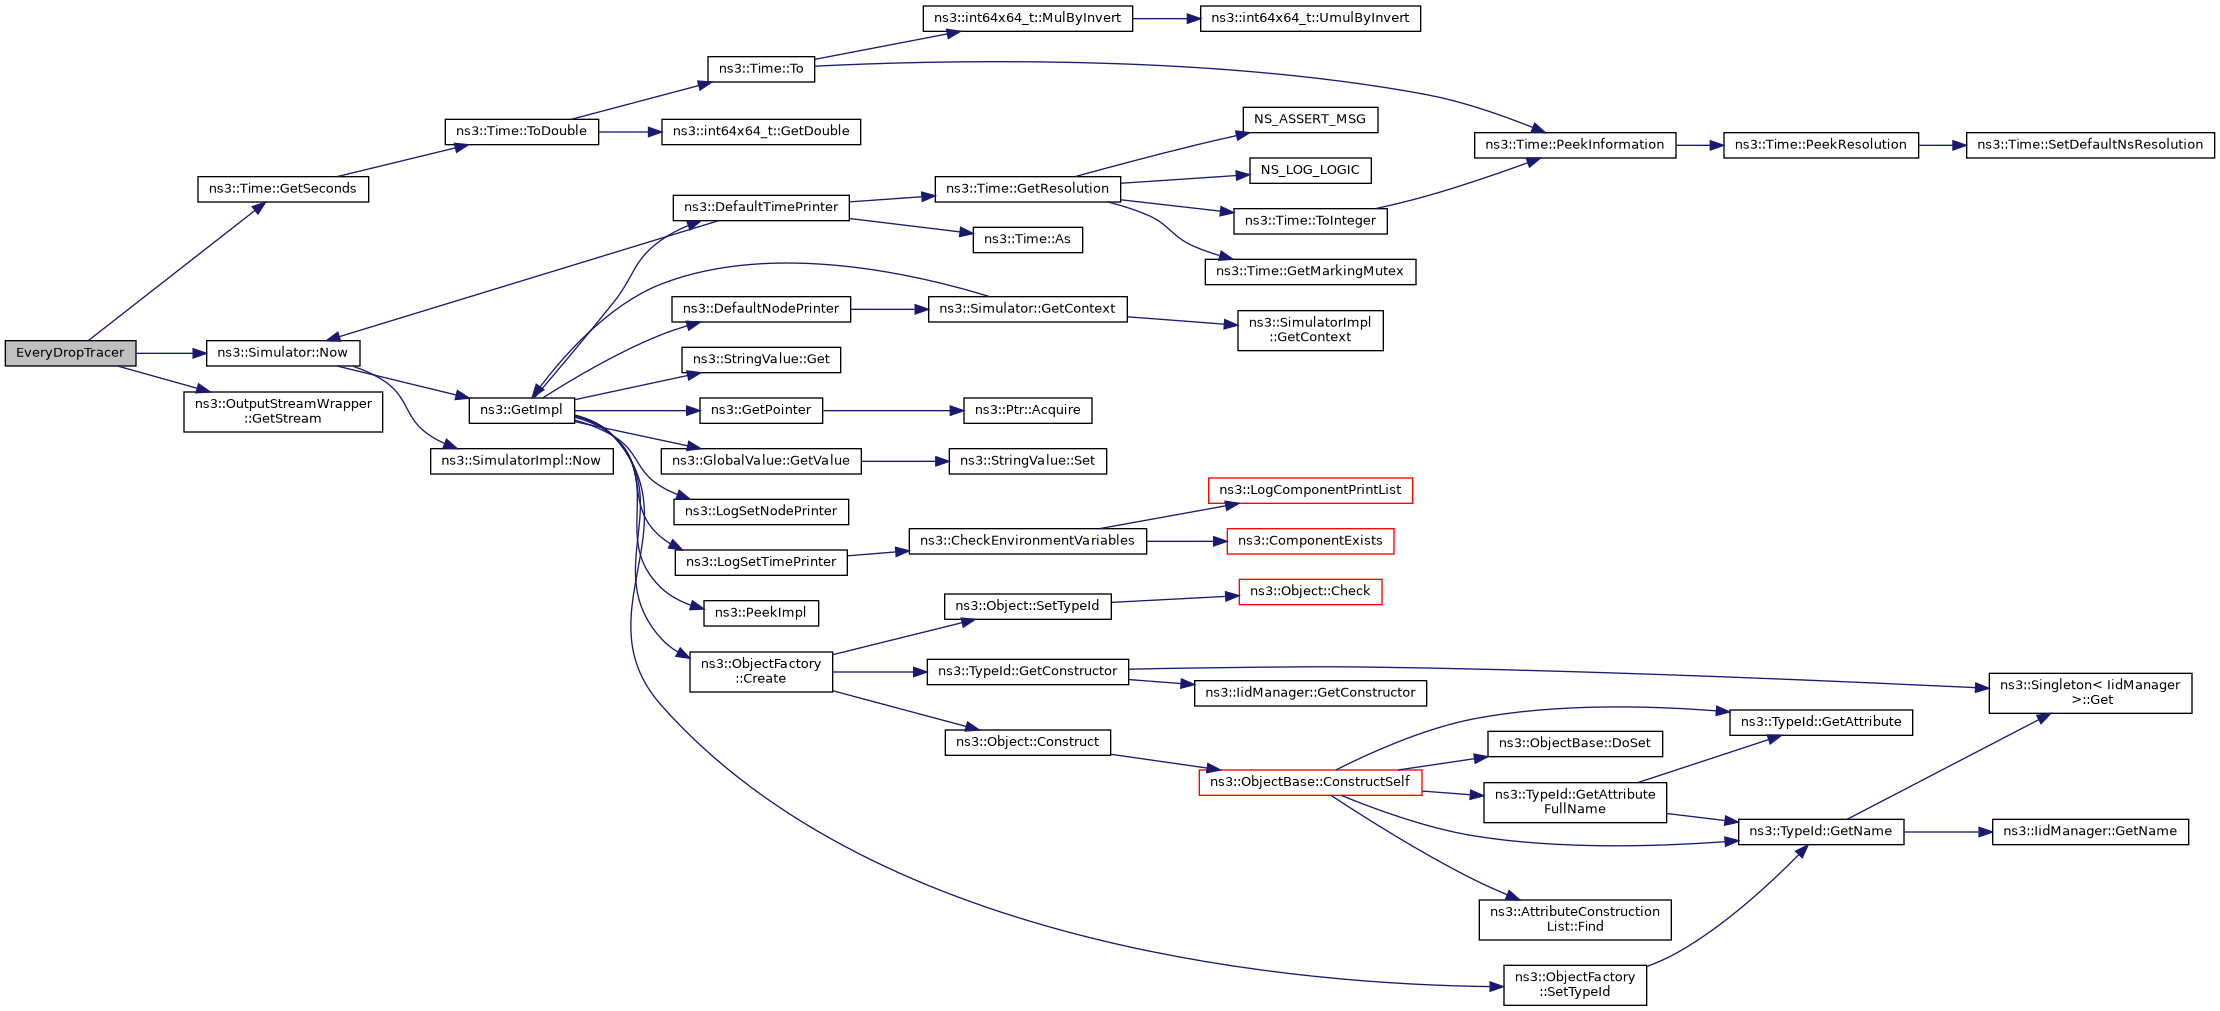 ns3::int64x64_t::MulByInvert
ns3::int64x64_t::UmulByInvert
ns3::Time::To
NS_ASSERT_MSG
ns3::Time::ToDouble
ns3::int64x64_t::GetDouble
ns3::Time::PeekInformation
ns3::Time::PeekResolution
ns3::Time::SetDefaultNsResolution
NS_LOG_LOGIC
ns3::Time::GetSeconds
ns3::Time::GetResolution
ns3::DefaultTimePrinter
ns3::Time::ToInteger
ns3::Time::As
ns3::Time::GetMarkingMutex
ns3::DefaultNodePrinter
ns3::Simulator::GetContext
ns3::SimulatorImpl
::GetContext
EveryDropTracer
ns3::Simulator::Now
ns3::StringValue::Get
ns3::OutputStreamWrapper
::GetStream
ns3::GetImpl
ns3::GetPointer
ns3::Ptr::Acquire
ns3::SimulatorImpl::Now
ns3::GlobalValue::GetValue
ns3::StringValue::Set
ns3::LogComponentPrintList
ns3::LogSetNodePrinter
ns3::CheckEnvironmentVariables
ns3::ComponentExists
ns3::LogSetTimePrinter
ns3::Object::Check
ns3::Object::SetTypeId
ns3::PeekImpl
ns3::ObjectFactory
::Create
ns3::TypeId::GetConstructor
ns3::IidManager::GetConstructor
ns3::Singleton< IidManager
>::Get
ns3::TypeId::GetAttribute
ns3::Object::Construct
ns3::ObjectBase::DoSet
ns3::ObjectBase::ConstructSelf
ns3::TypeId::GetAttribute
FullName
ns3::TypeId::GetName
ns3::IidManager::GetName
ns3::AttributeConstruction
List::Find
ns3::ObjectFactory
::SetTypeId